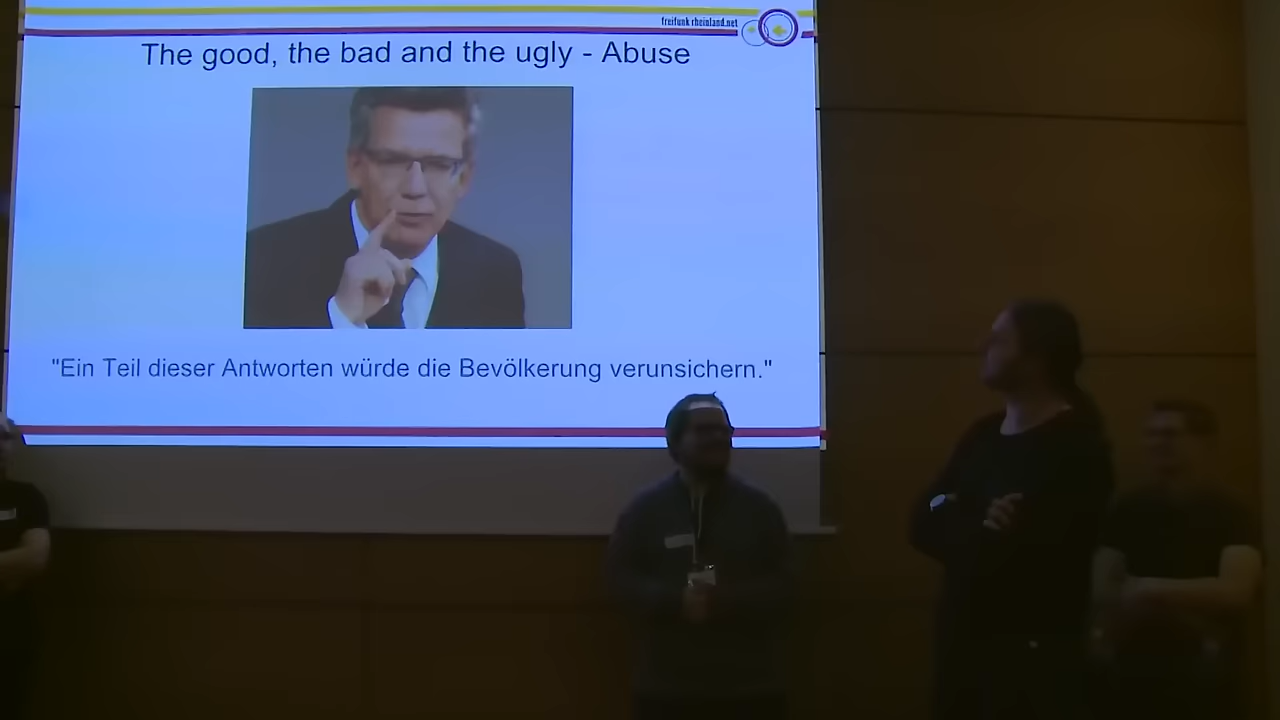 freifunk rheinland.net
The good, the bad and the ugly - Abuse
"Ein Teil dieser Antworten würde die Bevölkerung verunsichern."